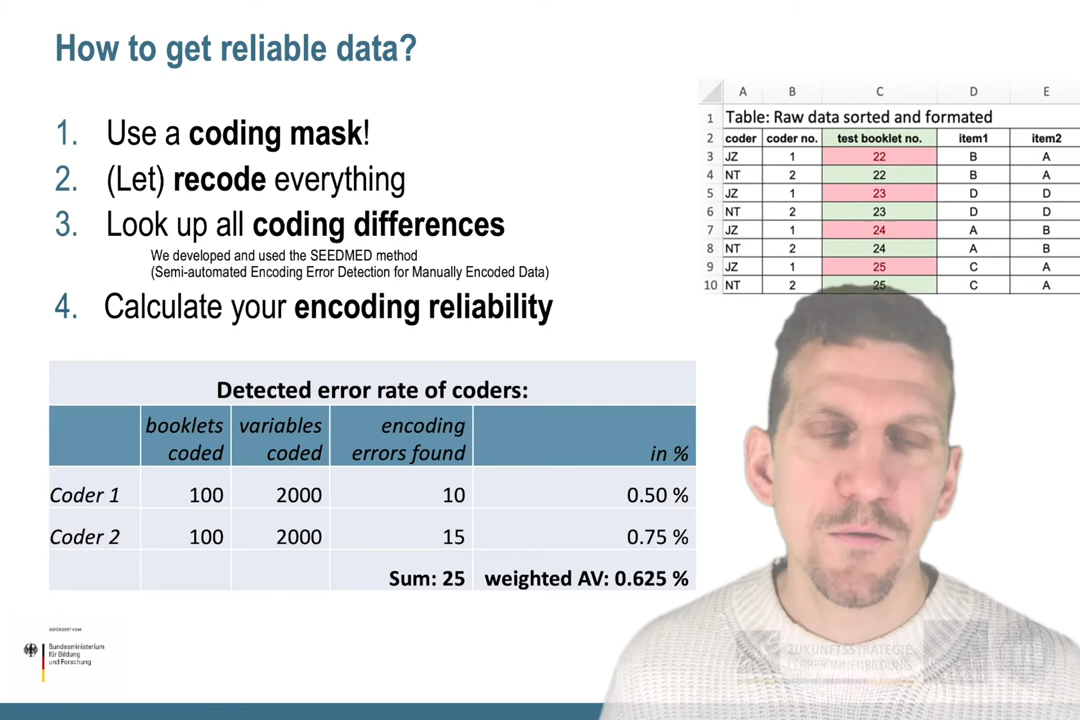 How to get reliable data?
1. Use a coding mask!
2. (Let) recode everything
3. Look up all coding differences
We developed and used the SEEDMED method
(Semi-automated Encoding Error Detection for Manually Encoded Data)
4. Calculate your encoding reliability
A B C D E
1 Table: Raw data sorted and formated
2 coder coder no. test booklet no. item1 item2
3 JZ 1 22 B A
4 NT 2 22 B A
5 JZ 1 23 D D
6 NT 2 23 D D
7 JZ 1 24 A B
8 NT 2 24 A B
9 JZ 1 25 C A
10 NT 2 25 C A
Detected error rate of coders:
booklets coded variables coded encoding errors found in %
Coder 1 100 2000 10 0.50 %
Coder 2 100 2000 15 0.75 %
Sum: 25 weighted AV: 0.625 %
GEFÖRDERT VOM
Bundesministerium
für Bildung
und Forschung
ZUKUNFTSSTRATEGIE
LEHRER*INNENBILDUNG